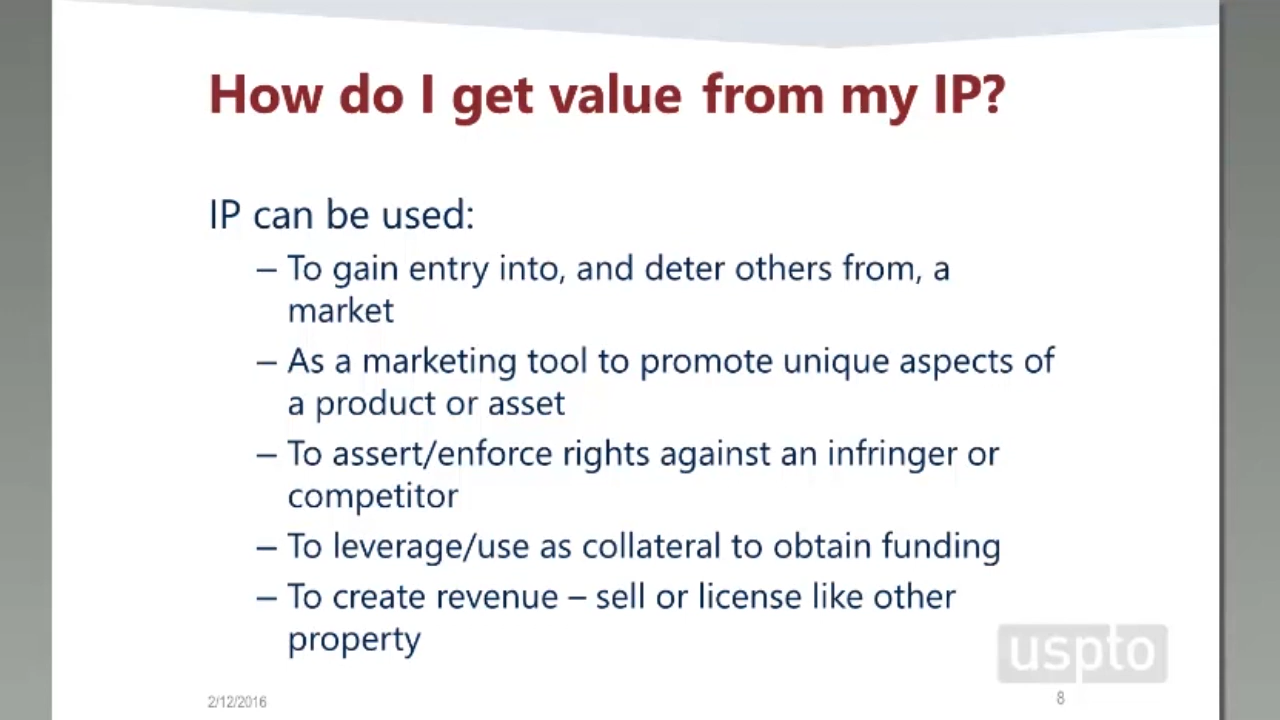 How do I get value from my IP?
IP can be used:
– To gain entry into, and deter others from, a
market
– As a marketing tool to promote unique aspects of
a product or asset
– To assert/enforce rights against an infringer or
competitor
– To leverage/use as collateral to obtain funding
– To create revenue – sell or license like other
property
uspto
2/12/2016
8